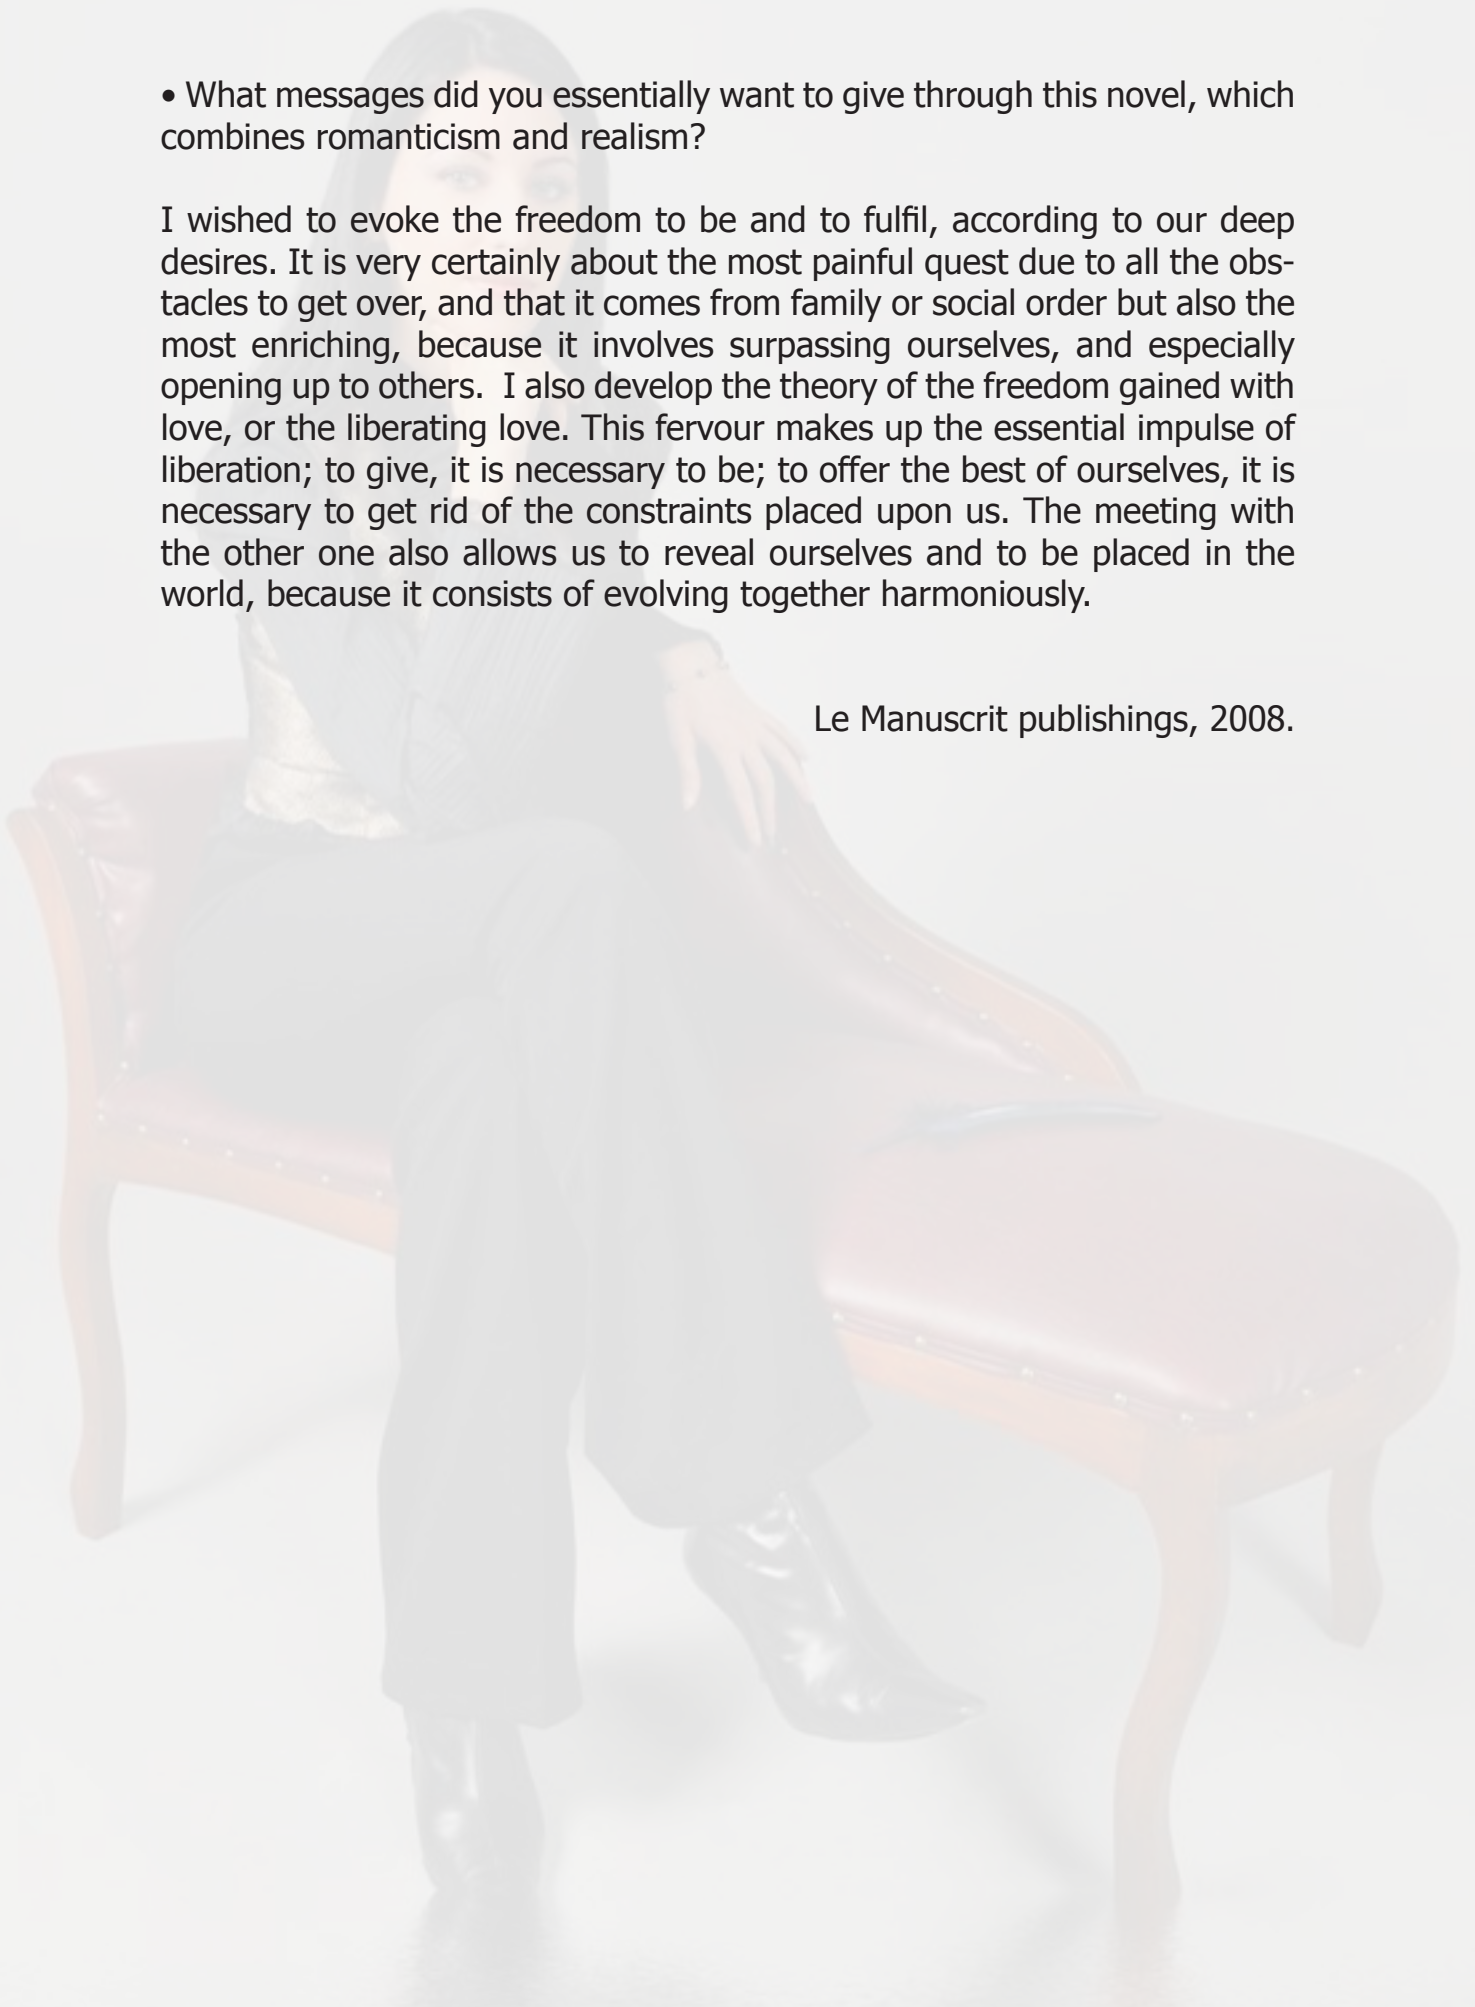 • What messages did you essentially want to give through this novel, which
combines romanticism and realism?
I wished to evoke the freedom to be and to fulfil, according to our deep
desires. It is very certainly about the most painful quest due to all the obs-
tacles to get over, and that it comes from family or social order but also the
most enriching, because it involves surpassing ourselves, and especially
opening up to others.  I also develop the theory of the freedom gained with
love, or the liberating love. This fervour makes up the essential impulse of
liberation; to give, it is necessary to be; to offer the best of ourselves, it is
necessary to get rid of the constraints placed upon us. The meeting with
the other one also allows us to reveal ourselves and to be placed in the
world, because it consists of evolving together harmoniously.
Le Manuscrit publishings, 2008.